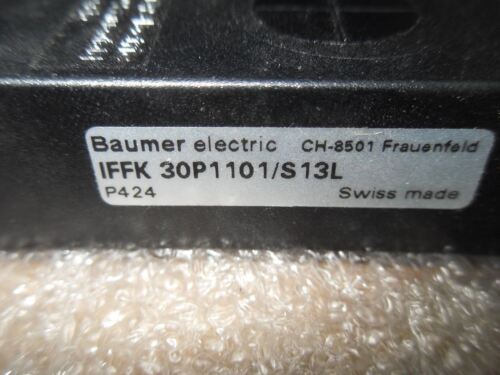 Baumer electric CH-8501 Frauenfeld
IFFK 30P1101/S13L
P424 Swiss made